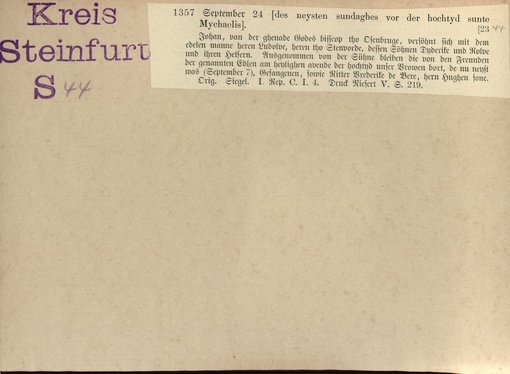 Kreis
Steinfurt
S 44
1357 September 24 [des neysten sundaghes vor der hochtyd sunte
Mychaelis]. [23 44
Johan, van der ghenade Godes bisscop tho Osenbruge, versöhnt sich mit dem
edelen manne heren Ludolve, heren tho Stenvorde, dessen Söhnen Dyderike und Rolve
und ihren Helfern. Ausgenommen von der Sühne bleiben die von den Freunden
der genannten Edlen am heylighen avende der hochtyd unser Vrowen bort, de nu neyst
was (September 7), Gefangenen, sowie Ritter Vrederike de Bere, hern Hughen sone.
Orig. Siegel. I. Rep. C. I. 4. Druck Niesert V. S. 219.